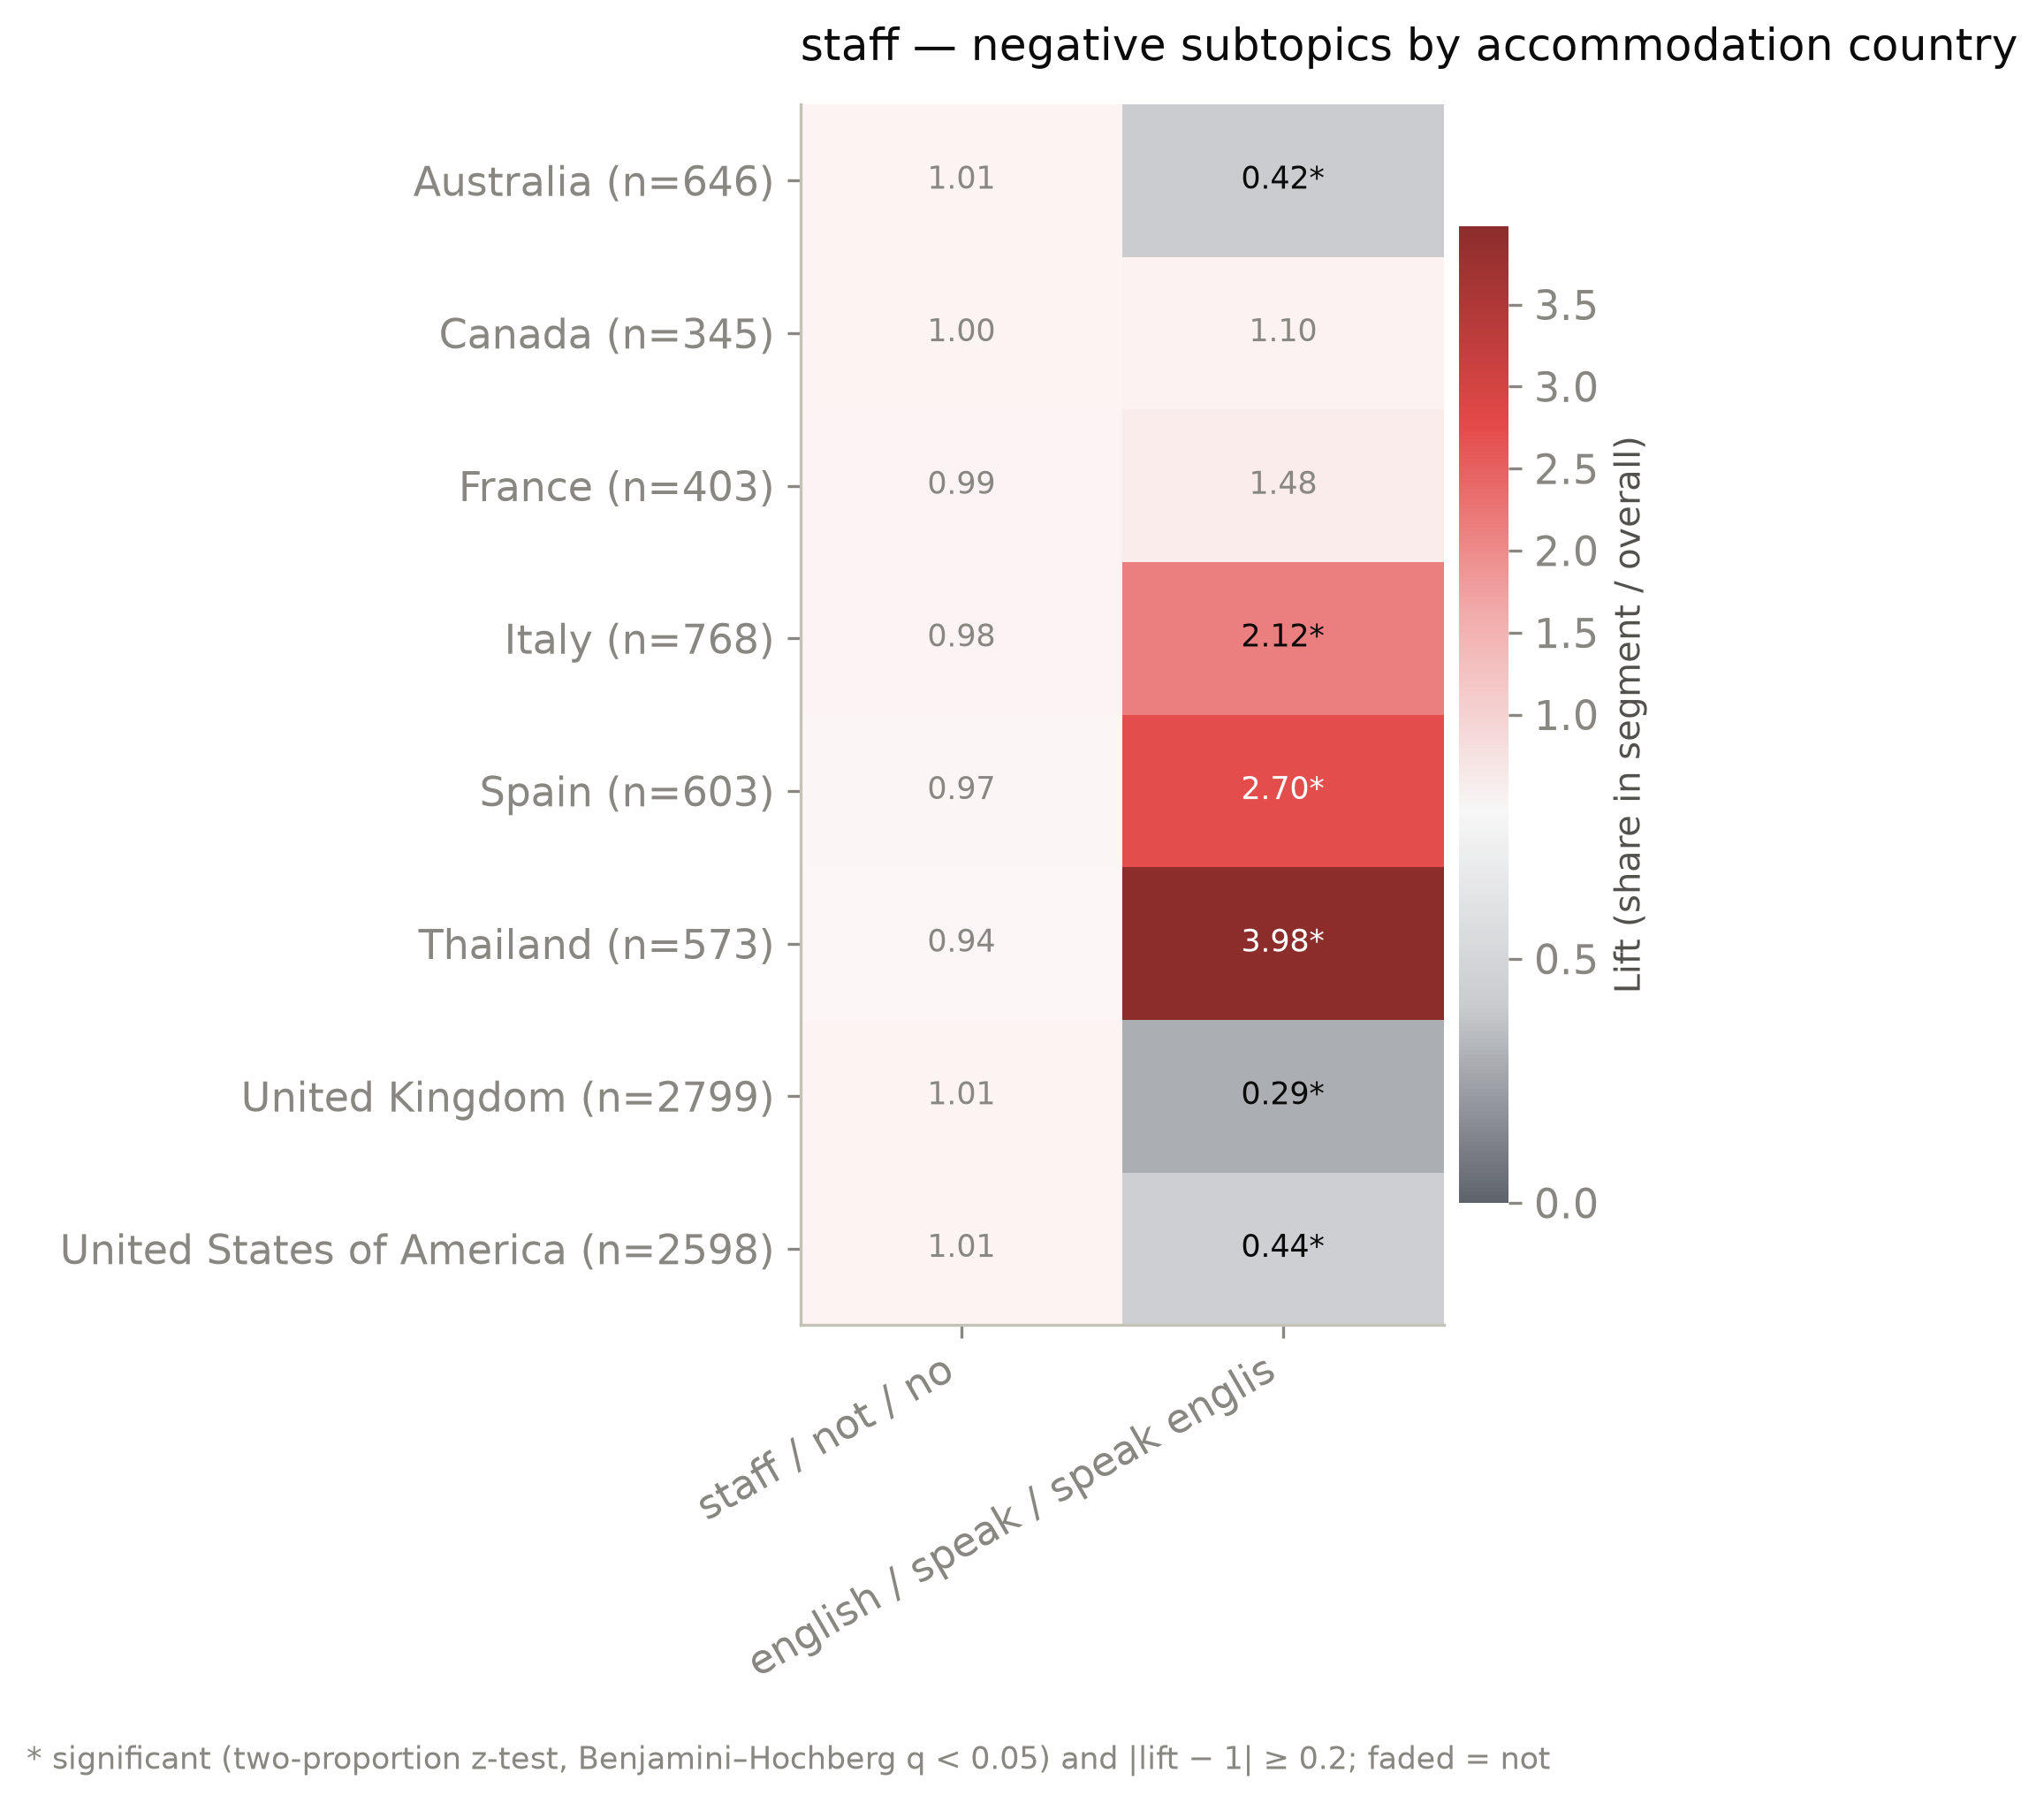 staff — negative subtopics by accommodation country
Australia (n=646) 1.01 0.42*
Canada (n=345) 1.00 1.10
France (n=403) 0.99 1.48
Italy (n=768) 0.98 2.12*
Spain (n=603) 0.97 2.70*
Thailand (n=573) 0.94 3.98*
United Kingdom (n=2799) 1.01 0.29*
United States of America (n=2598) 1.01 0.44*
staff / not / no
english / speak / speak englis
3.5
3.0
2.5
2.0
1.5
1.0
0.5
0.0
Lift (share in segment / overall)
* significant (two-proportion z-test, Benjamini–Hochberg q < 0.05) and |lift − 1| ≥ 0.2; faded = not